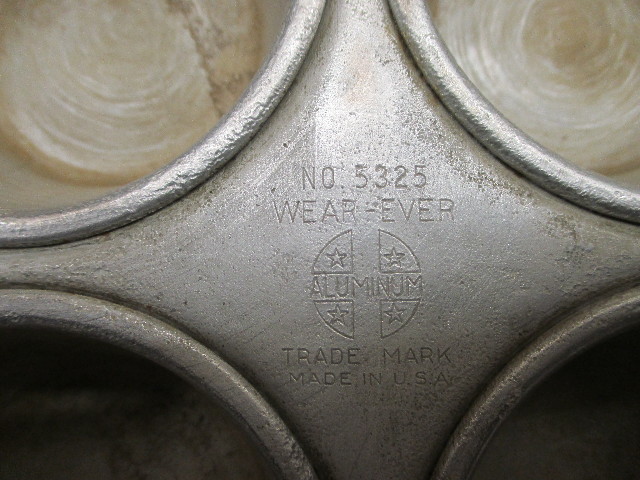 NO. 5325
WEAR-EVER
ALUMINUM
TRADE MARK
MADE IN U.S.A.